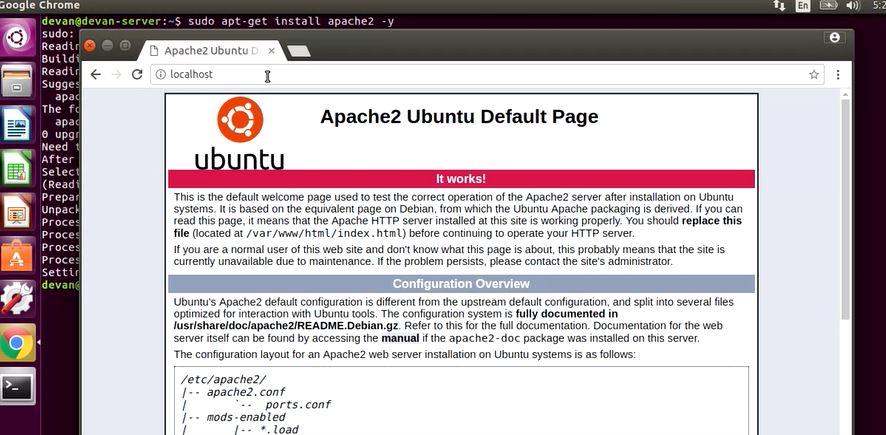 Google Chrome
En
5:2
devan@devan-server:~$ sudo apt-get install apache2 -y
sudo:
Readin
Buildi
Readin
Sugges
apac
The fo
apac
0 upgr
Need t
After
Select
(Readi
Prepar
Unpack
Proces
Proces
Proces
Settin
devan@
Apache2 Ubuntu D
localhost
ubuntu
Apache2 Ubuntu Default Page
It works!
This is the default welcome page used to test the correct operation of the Apache2 server after installation on Ubuntu
systems. It is based on the equivalent page on Debian, from which the Ubuntu Apache packaging is derived. If you can
read this page, it means that the Apache HTTP server installed at this site is working properly. You should replace this
file (located at /var/www/html/index.html) before continuing to operate your HTTP server.
If you are a normal user of this web site and don't know what this page is about, this probably means that the site is
currently unavailable due to maintenance. If the problem persists, please contact the site's administrator.
Configuration Overview
Ubuntu's Apache2 default configuration is different from the upstream default configuration, and split into several files
optimized for interaction with Ubuntu tools. The configuration system is fully documented in
/usr/share/doc/apache2/README.Debian.gz. Refer to this for the full documentation. Documentation for the web
server itself can be found by accessing the manual if the apache2-doc package was installed on this server.
The configuration layout for an Apache2 web server installation on Ubuntu systems is as follows:
/etc/apache2/
|-- apache2.conf
|       `--  ports.conf
|-- mods-enabled
|       |-- *.load